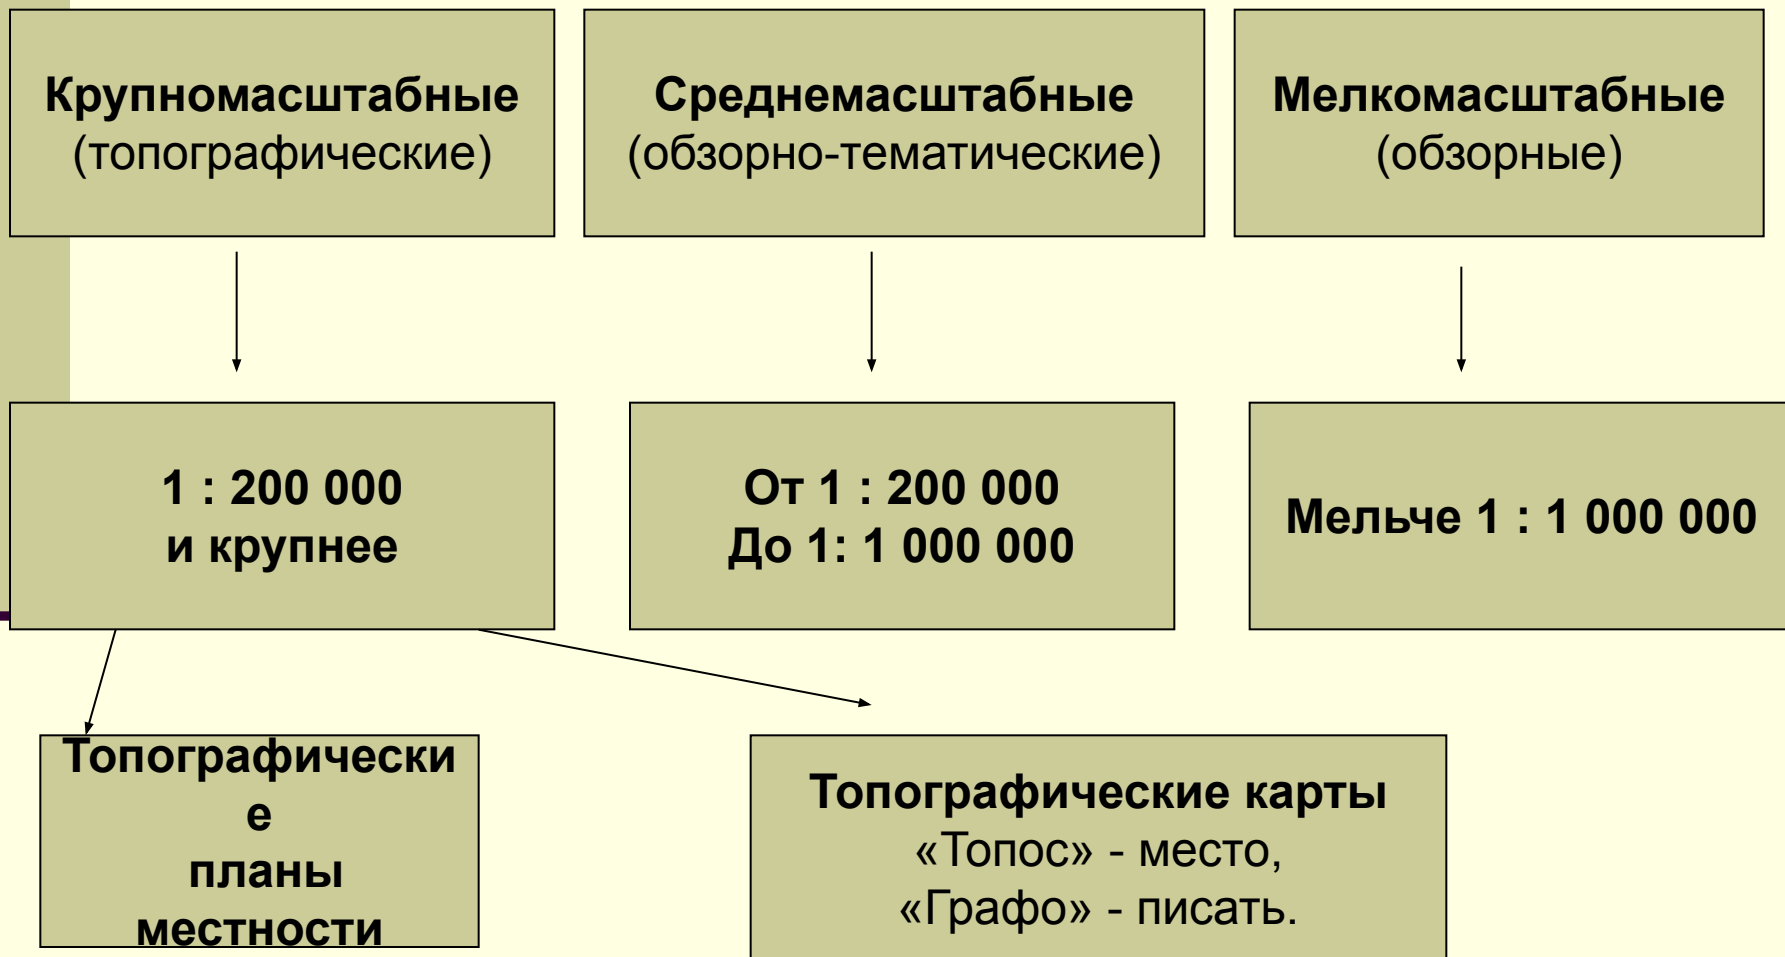 Крупномасштабные
(топографические)
Среднемасштабные
(обзорно-тематические)
Мелкомасштабные
(обзорные)
1 : 200 000
и крупнее
От 1 : 200 000
До 1: 1 000 000
Мельче 1 : 1 000 000
Топографически
е
планы
местности
Топографические карты
«Топос» - место,
«Графо» - писать.